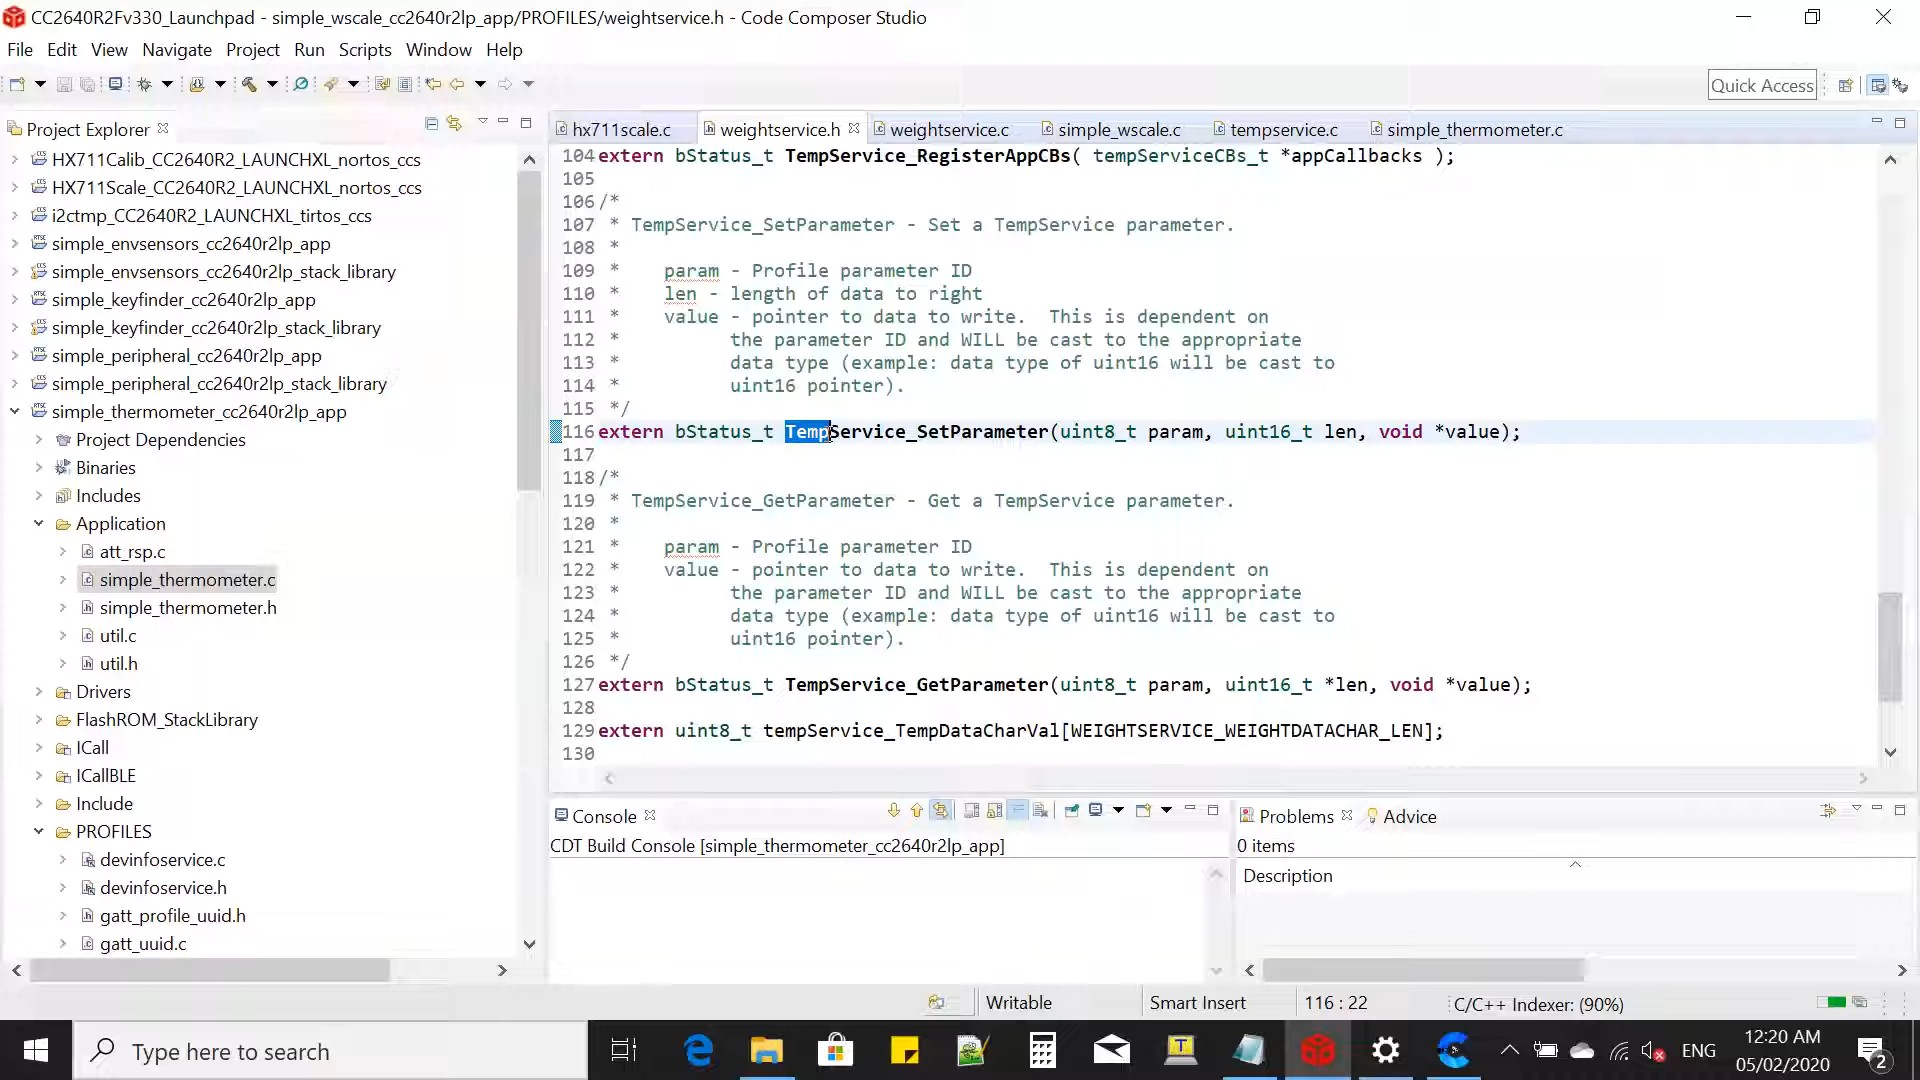 CC2640R2Fv330_Launchpad - simple_wscale_cc2640r2lp_app/PROFILES/weightservice.h - Code Composer Studio
File Edit View Navigate Project Run Scripts Window Help
Quick Access
Project Explorer
HX711Calib_CC2640R2_LAUNCHXL_nortos_ccs
HX711Scale_CC2640R2_LAUNCHXL_nortos_ccs
i2ctmp_CC2640R2_LAUNCHXL_tirtos_ccs
simple_envsensors_cc2640r2lp_app
simple_envsensors_cc2640r2lp_stack_library
simple_keyfinder_cc2640r2lp_app
simple_keyfinder_cc2640r2lp_stack_library
simple_peripheral_cc2640r2lp_app
simple_peripheral_cc2640r2lp_stack_library
simple_thermometer_cc2640r2lp_app
Project Dependencies
Binaries
Includes
Application
att_rsp.c
simple_thermometer.c
simple_thermometer.h
util.c
util.h
Drivers
FlashROM_StackLibrary
ICall
ICallBLE
Include
PROFILES
devinfoservice.c
devinfoservice.h
gatt_profile_uuid.h
gatt_uuid.c
hx711scale.c weightservice.h weightservice.c simple_wscale.c tempservice.c simple_thermometer.c
104 extern bStatus_t TempService_RegisterAppCBs( tempServiceCBs_t *appCallbacks );
105
106 /*
107 * TempService_SetParameter - Set a TempService parameter.
108 *
109 * param - Profile parameter ID
110 * len - length of data to right
111 * value - pointer to data to write. This is dependent on
112 * the parameter ID and WILL be cast to the appropriate
113 * data type (example: data type of uint16 will be cast to
114 * uint16 pointer).
115 */
116 extern bStatus_t TempService_SetParameter(uint8_t param, uint16_t len, void *value);
117
118 /*
119 * TempService_GetParameter - Get a TempService parameter.
120 *
121 * param - Profile parameter ID
122 * value - pointer to data to write. This is dependent on
123 * the parameter ID and WILL be cast to the appropriate
124 * data type (example: data type of uint16 will be cast to
125 * uint16 pointer).
126 */
127 extern bStatus_t TempService_GetParameter(uint8_t param, uint16_t *len, void *value);
128
129 extern uint8_t tempService_TempDataCharVal[WEIGHTSERVICE_WEIGHTDATACHAR_LEN];
130
Console
CDT Build Console [simple_thermometer_cc2640r2lp_app]
Problems Advice
0 items
Description
Writable Smart Insert 116 : 22 C/C++ Indexer: (90%)
Type here to search
ENG
12:20 AM
05/02/2020
2